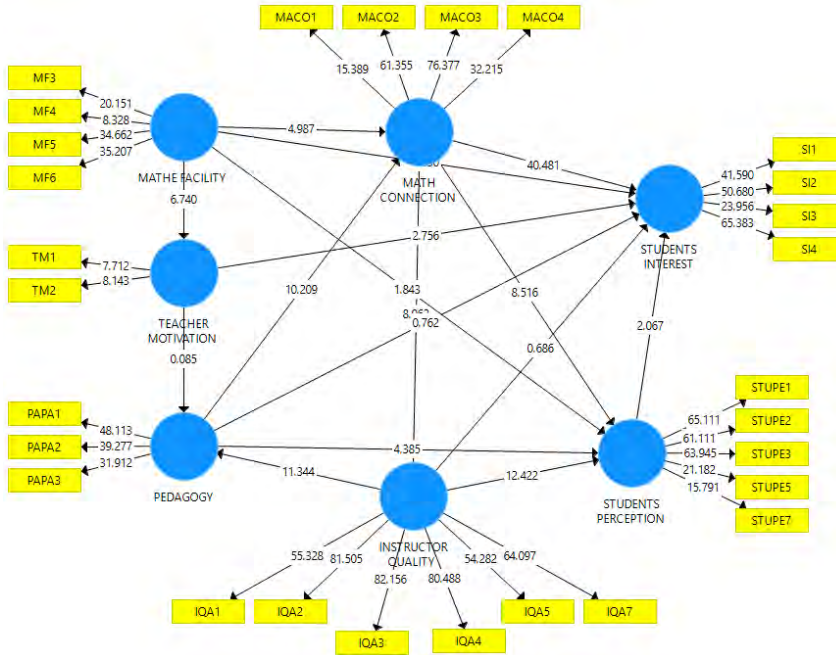 MACO1
MACO2
MACO3
MACO4
15.389
61.355
76.377
32.215
MF3
MF4
MF5
MF6
20.151
8.328
34.662
35.207
MATHE FACILITY
4.987
MATH
CONNECTION
40.481
SI1
SI2
SI3
SI4
41.590
50.680
23.956
65.383
STUDENTS
INTEREST
6.740
TM1
TM2
7.712
8.143
TEACHER
MOTIVATION
2.756
10.209
1.843
8.516
0.762
0.686
2.067
0.085
PAPA1
PAPA2
PAPA3
48.113
39.277
31.912
PEDAGOGY
4.385
11.344
12.422
INSTRUCTOR
QUALITY
STUDENTS
PERCEPTION
STUPE1
STUPE2
STUPE3
STUPE5
STUPE7
65.111
61.111
63.945
21.182
15.791
55.328
81.505
82.156
80.488
54.282
64.097
IQA1
IQA2
IQA3
IQA4
IQA5
IQA7